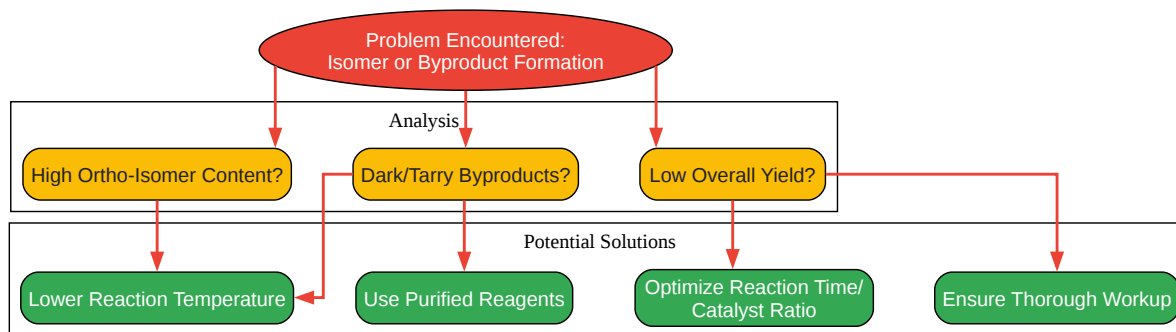 Problem Encountered:
Isomer or Byproduct Formation
Analysis
High Ortho-Isomer Content?
Dark/Tarry Byproducts?
Low Overall Yield?
Potential Solutions
Lower Reaction Temperature
Use Purified Reagents
Optimize Reaction Time/
Catalyst Ratio
Ensure Thorough Workup